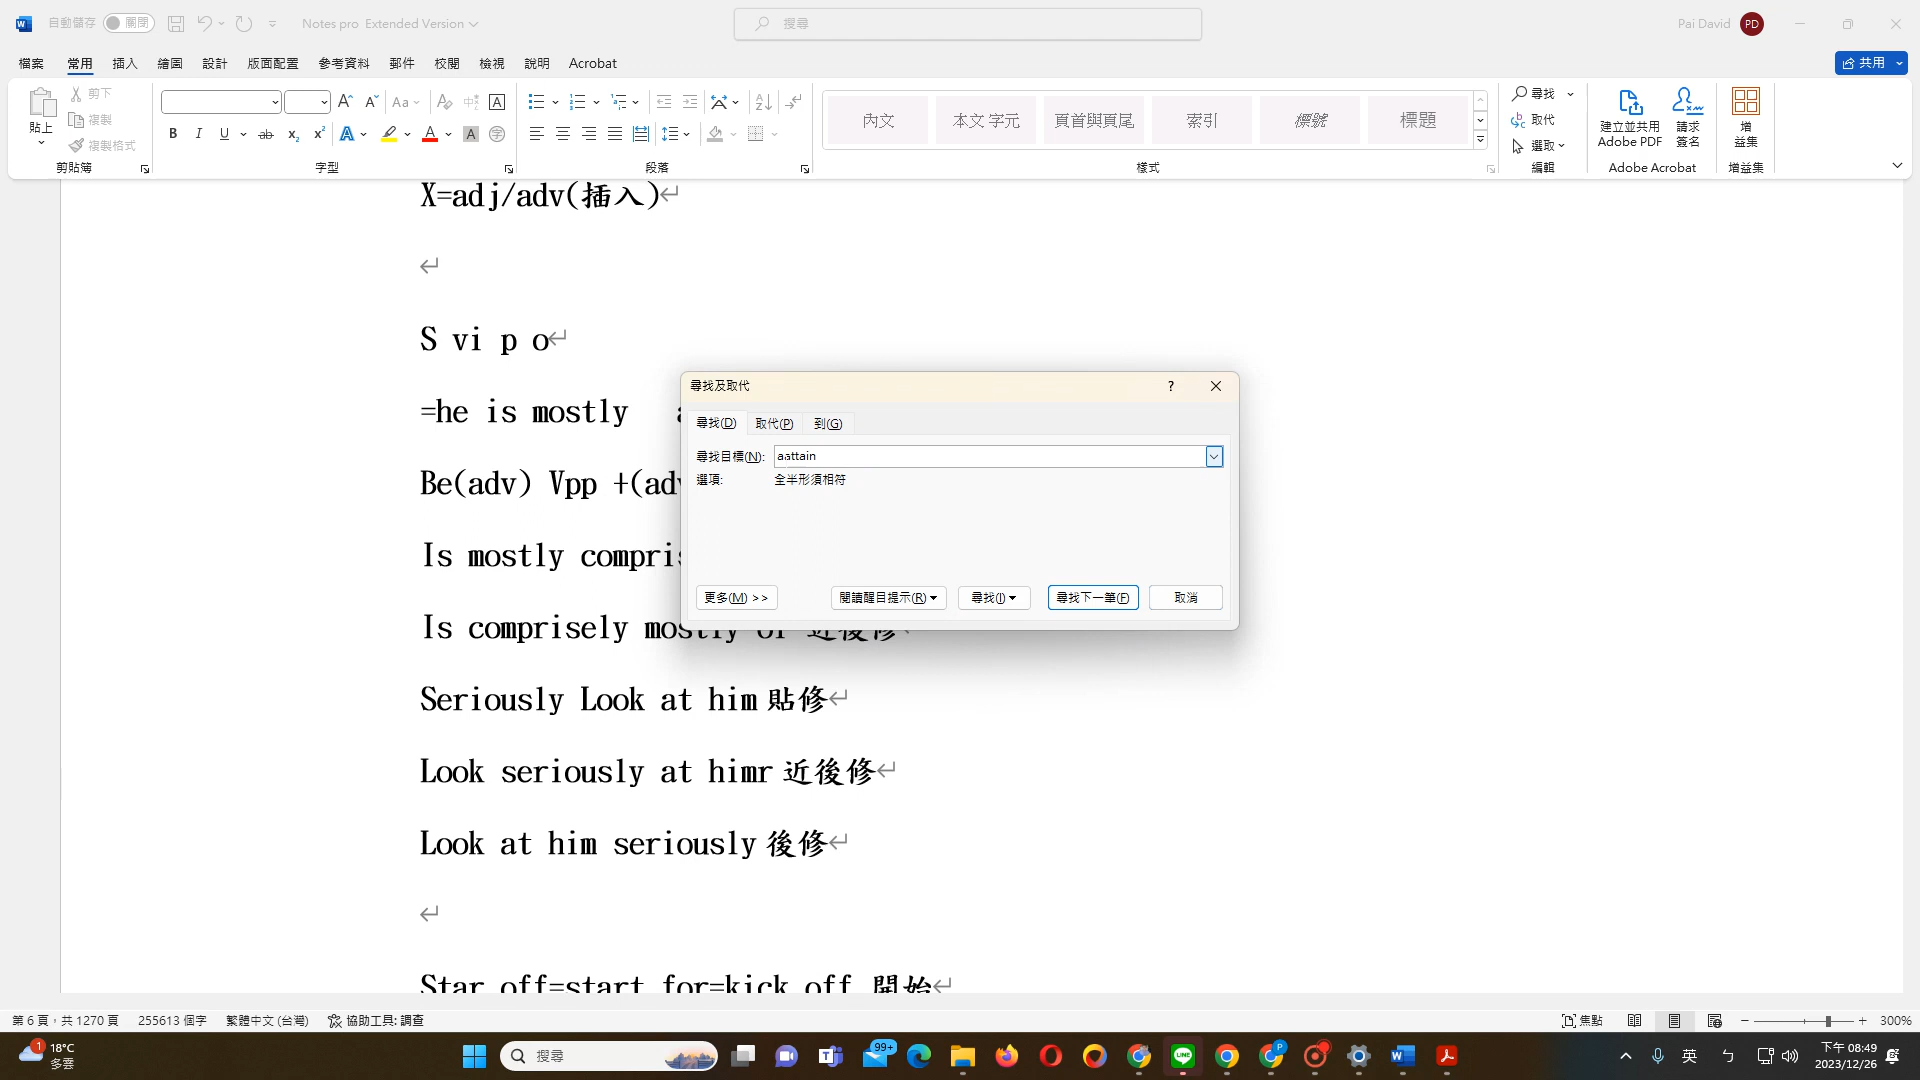 自動儲存 關閉 Notes pro Extended Version 搜尋 Pai David PD
檔案 常用 插入 繪圖 設計 版面配置 參考資料 郵件 校閱 檢視 說明 Acrobat 共用
貼上 剪下 複製 複製格式 剪貼簿
字型
段落
內文 本文 字元 頁首與頁尾 索引 標號 標題
樣式
尋找 取代 選取 編輯
建立並共用 Adobe PDF 請求 簽名 Adobe Acrobat
增益集 增益集
X=adj/adv(插入)
S vi p o
=he is mostly
Be(adv) Vpp
Is mostly
Is comprisely mostly of 近後修
Seriously Look at him 貼修
Look seriously at himr 近後修
Look at him seriously 後修
Star off=start for=kick off 開始
尋找及取代 ?
尋找(D) 取代(P) 到(G)
尋找目標(N): aattain
選項: 全半形須相符
更多(M) >> 閱讀醒目提示(R) 尋找(I) 尋找下一筆(F) 取消
第 6 頁，共 1270 頁 255613 個字 繁體中文 (台灣) 協助工具: 調查 焦點 300%
1 18°C
多雲
搜尋 99+ 英 下午 08:49
2023/12/26